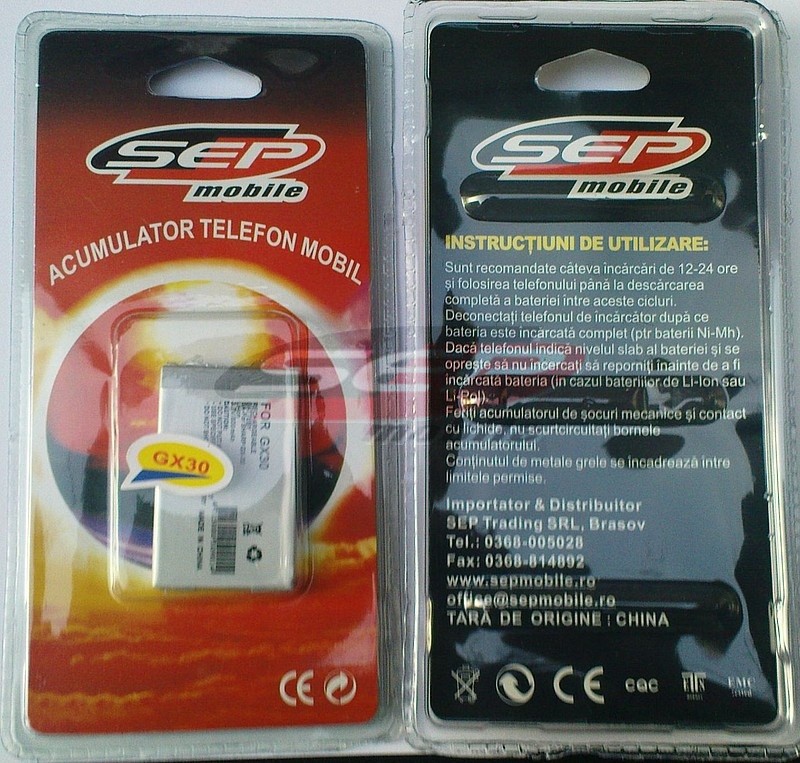 SEP
mobile
ACUMULATOR TELEFON MOBIL
FOR GX30
GX30
MADE IN CHINA
CE
SEP
mobile
INSTRUCȚIUNI DE UTILIZARE:
Sunt recomandate câteva încărcări de 12-24 ore
și folosirea telefonului până la descărcarea
completă a bateriei între aceste cicluri.
Deconectați telefonul de încărcător după ce
bateria este încărcată complet (ptr baterii Ni-Mh).
Dacă telefonul indică nivelul slab al bateriei și se
oprește să nu încercați să reporniți înainte de a fi
încărcată bateria (în cazul bateriilor de Li-Ion sau
Li-Pol).
Feriți acumulatorul de șocuri mecanice și contact
cu lichide, nu scurtcircuitați bornele
acumulatorului.
Conținutul de metale grele se încadrează între
limitele permise.
Importator & Distribuitor
SEP Trading SRL, Brasov
Tel.: 0368-005028
Fax: 0368-814892
www.sepmobile.ro
office@sepmobile.ro
TARĂ DE ORIGINE : CHINA
CE cqc EMC